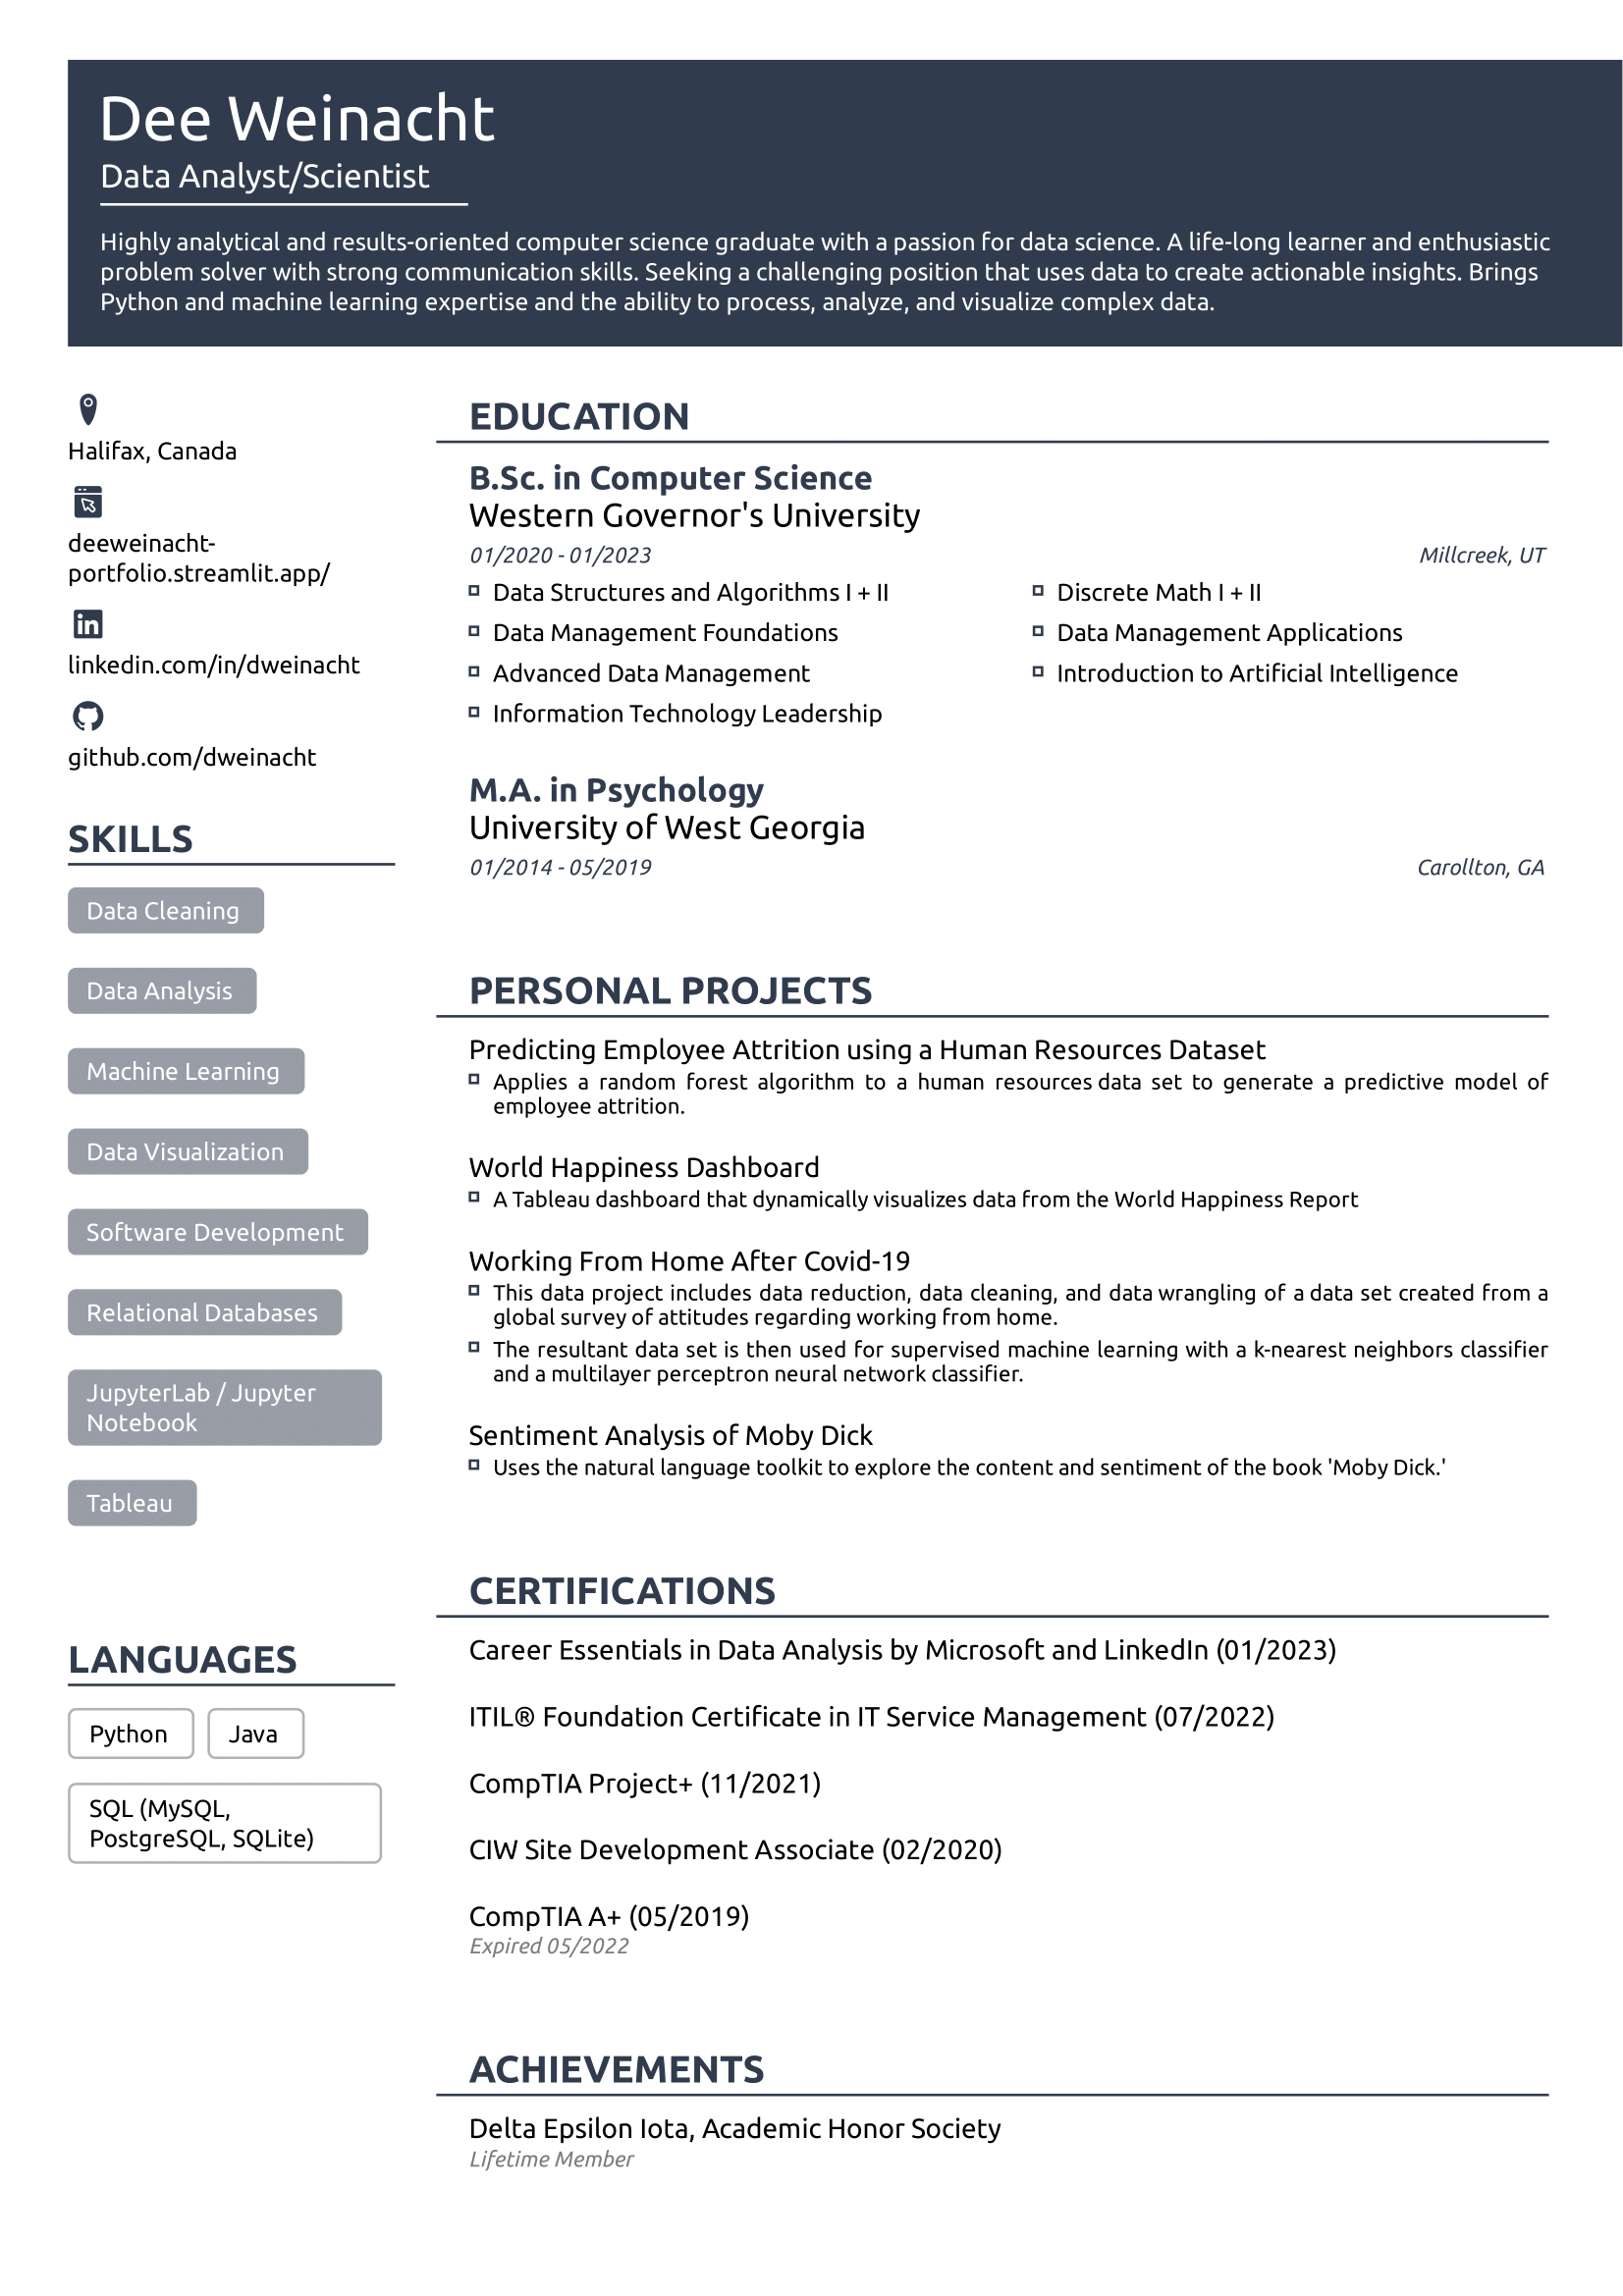 Dee Weinacht
Data Analyst/Scientist
Highly analytical and results-oriented computer science graduate with a passion for data science. A life-long learner and enthusiastic
problem solver with strong communication skills. Seeking a challenging position that uses data to create actionable insights. Brings
Python and machine learning expertise and the ability to process, analyze, and visualize complex data.
Halifax, Canada
deeweinacht-
portfolio.streamlit.app/
linkedin.com/in/dweinacht
github.com/dweinacht
SKILLS
Data Cleaning
Data Analysis
Machine Learning
Data Visualization
Software Development
Relational Databases
JupyterLab / Jupyter
Notebook
Tableau
LANGUAGES
Python
Java
SQL (MySQL,
PostgreSQL, SQLite)
EDUCATION
B.Sc. in Computer Science
Western Governor's University
01/2020 - 01/2023
Millcreek, UT
Data Structures and Algorithms I + II
Discrete Math I + II
Data Management Foundations
Data Management Applications
Advanced Data Management
Introduction to Artificial Intelligence
Information Technology Leadership
M.A. in Psychology
University of West Georgia
01/2014 - 05/2019
Carollton, GA
PERSONAL PROJECTS
Predicting Employee Attrition using a Human Resources Dataset
Applies a random forest algorithm to a human resources data set to generate a predictive model of
employee attrition.
World Happiness Dashboard
A Tableau dashboard that dynamically visualizes data from the World Happiness Report
Working From Home After Covid-19
This data project includes data reduction, data cleaning, and data wrangling of a data set created from a
global survey of attitudes regarding working from home.
The resultant data set is then used for supervised machine learning with a k-nearest neighbors classifier
and a multilayer perceptron neural network classifier.
Sentiment Analysis of Moby Dick
Uses the natural language toolkit to explore the content and sentiment of the book 'Moby Dick.'
CERTIFICATIONS
Career Essentials in Data Analysis by Microsoft and LinkedIn (01/2023)
ITIL® Foundation Certificate in IT Service Management (07/2022)
CompTIA Project+ (11/2021)
CIW Site Development Associate (02/2020)
CompTIA A+ (05/2019)
Expired 05/2022
ACHIEVEMENTS
Delta Epsilon Iota, Academic Honor Society
Lifetime Member